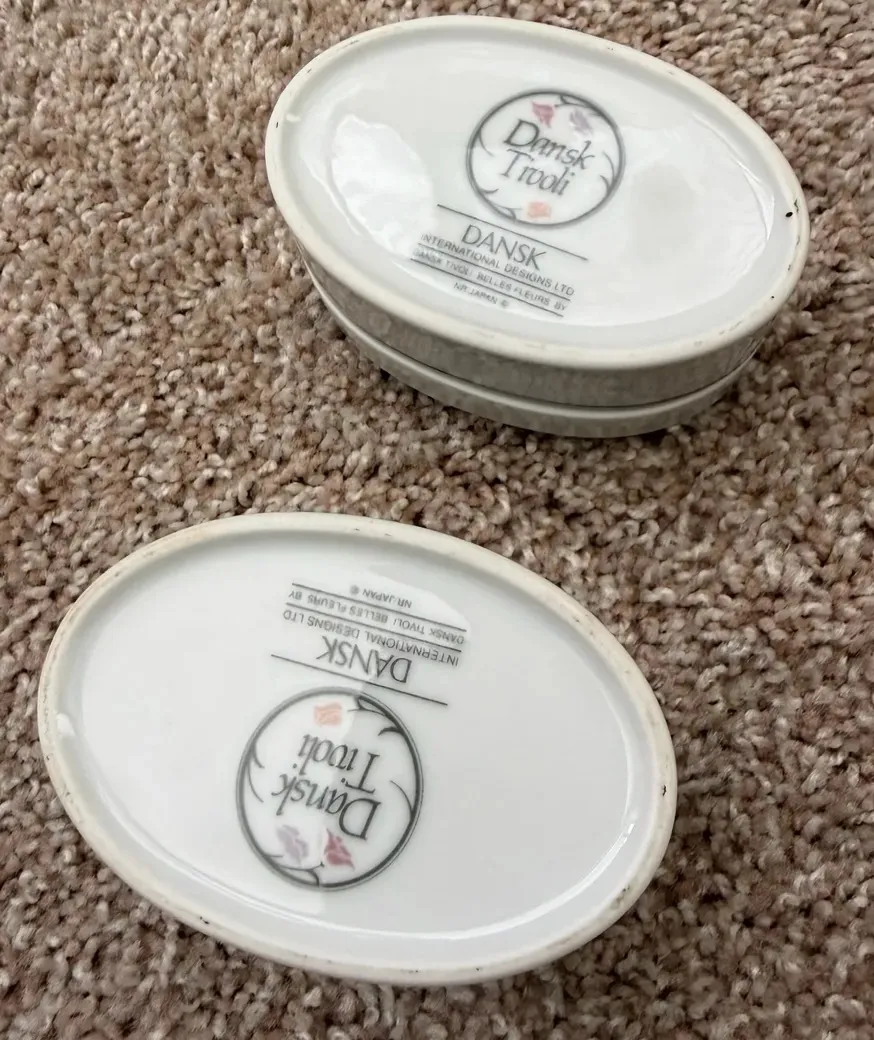 Dansk
Tivoli
DANSK
INTERNATIONAL DESIGNS LTD
DANSK TIVOLI BELLES FLEURS BY
NR.JAPAN ©
Dansk
Tivoli
DANSK
INTERNATIONAL DESIGNS LTD
DANSK TIVOLI BELLES FLEURS BY
NR.JAPAN ©